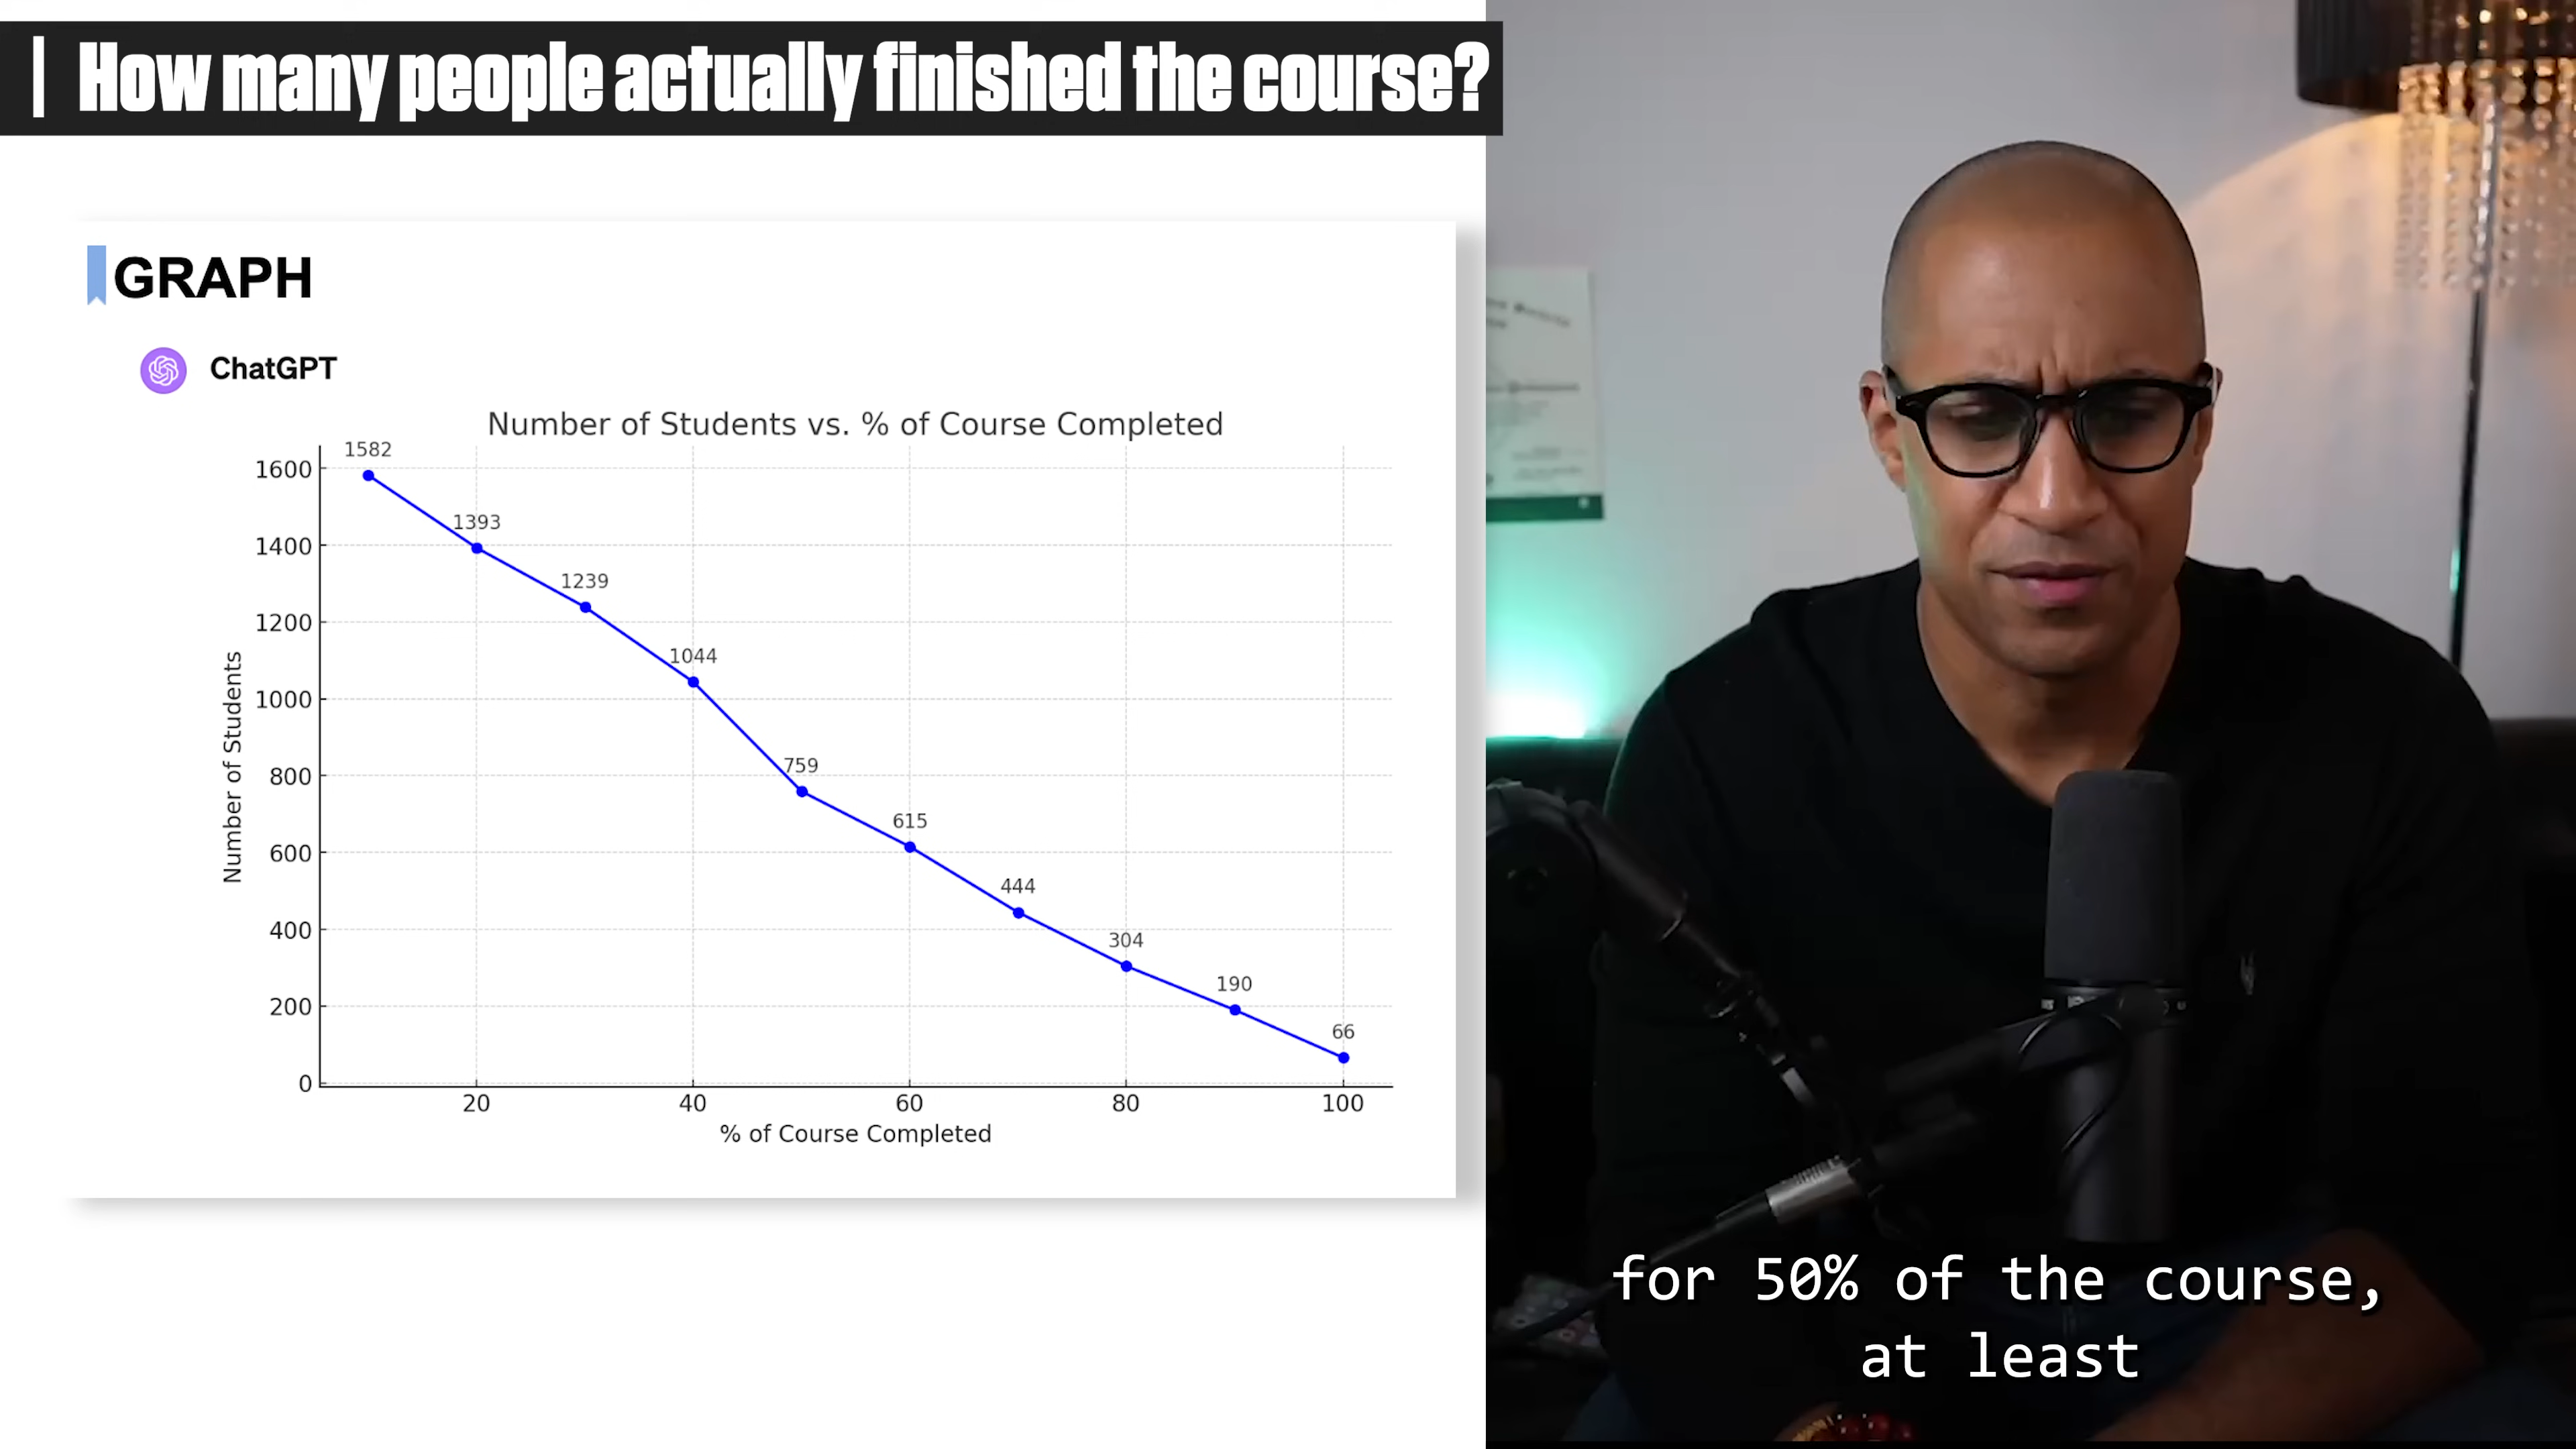 How many people actually finished the course?
GRAPH
ChatGPT
Number of Students vs. % of Course Completed
1582
1600
1393
1400
1239
1200
1044
1000
759
800
615
600
444
400
304
190
200
66
0
20 40 60 80 100
Number of Students
% of Course Completed
for 50% of the course,
at least